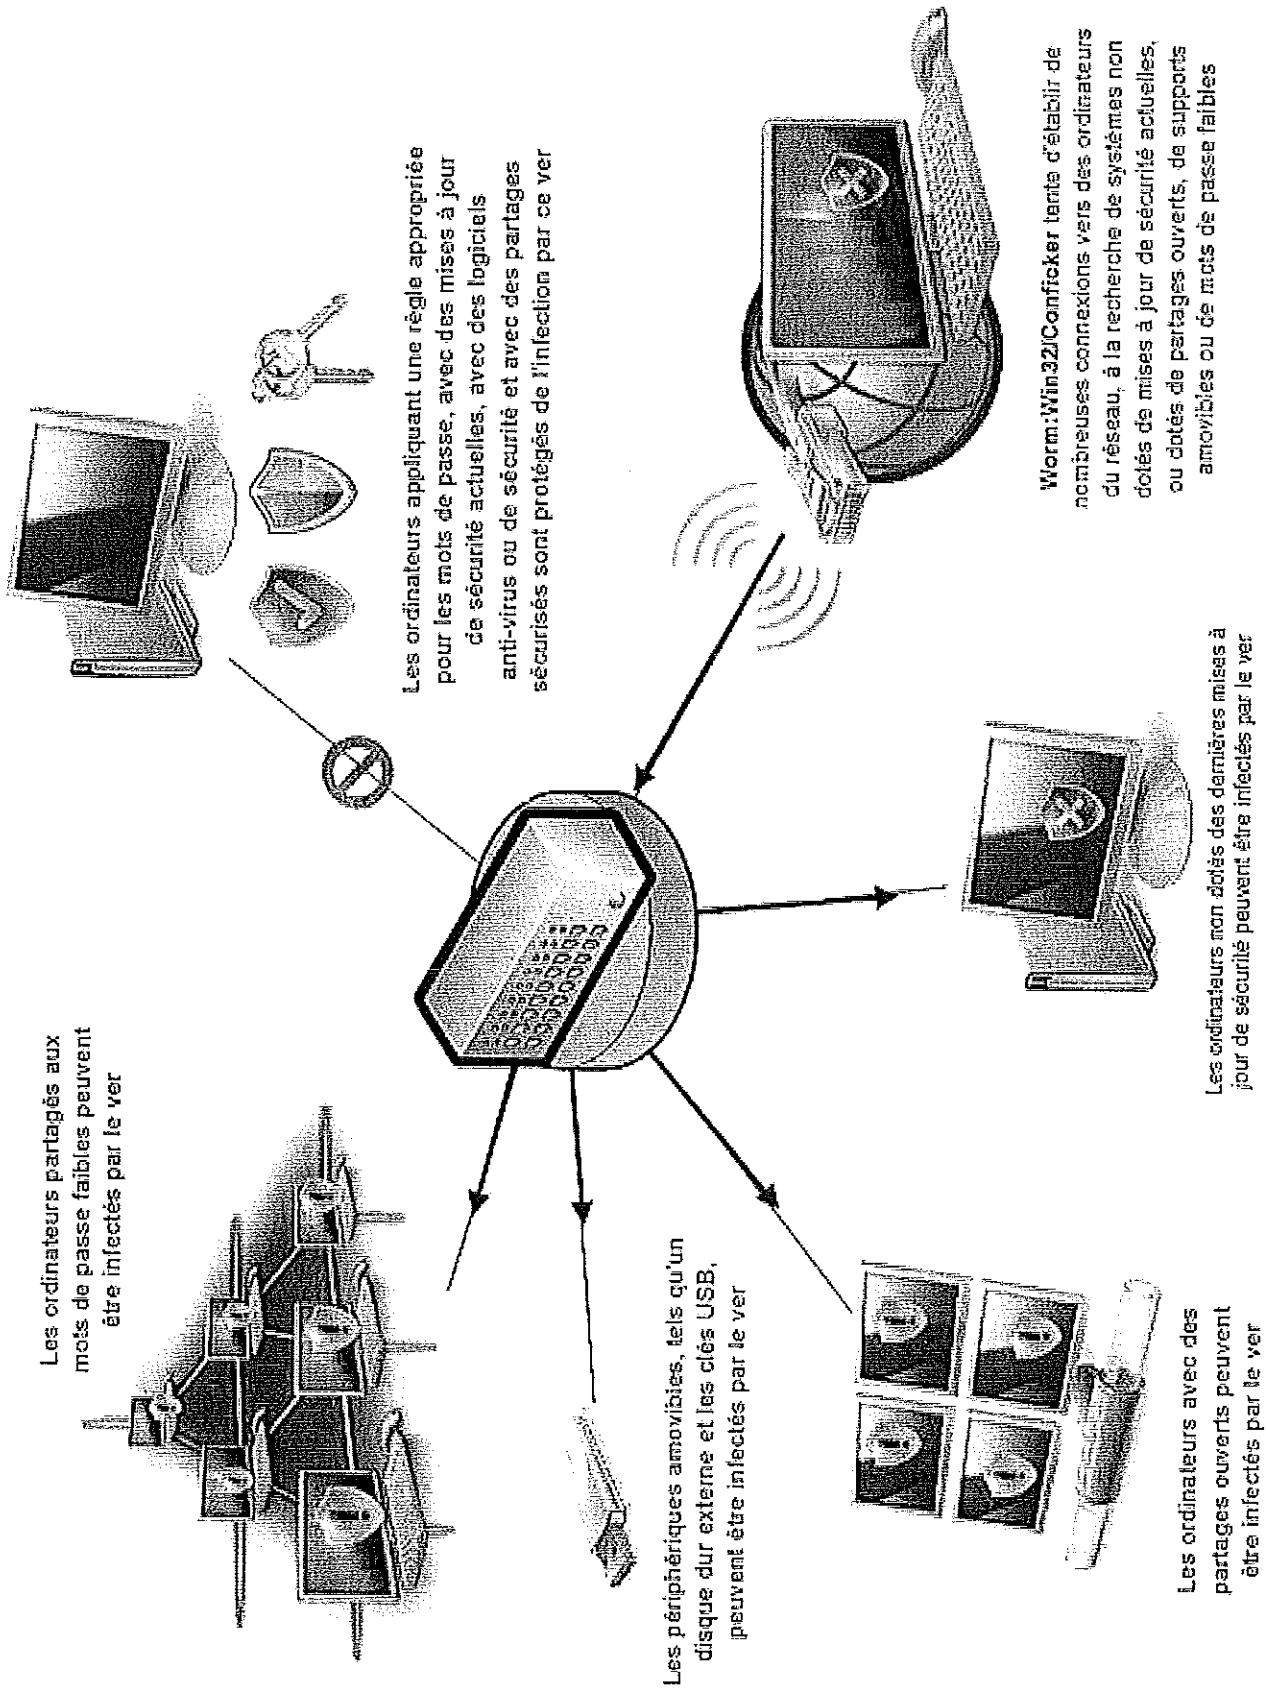 Les ordinateurs partagés aux
mots de passe faibles peuvent
être infectés par le ver
Les ordinateurs appliquant une règle appropriée
pour les mots de passe, avec des mises à jour
de sécurité actuelles, avec des logiciels
anti-virus ou de sécurité et avec des partages
sécurisés sont protégés de l'infection par ce ver
Les périphériques amovibles, tels qu'un
disque dur externe et les clés USB,
peuvent être infectés par le ver
Worm:Win32/Conficker tente d'établir de
nombreuses connexions vers des ordinateurs
du réseau, à la recherche de systèmes non
dotés de mises à jour de sécurité actuelles,
ou dotés de partages ouverts, de supports
amovibles ou de mots de passe faibles
Les ordinateurs avec des
partages ouverts peuvent
être infectés par le ver
Les ordinateurs non dotés des dernières mises à
jour de sécurité peuvent être infectés par le ver